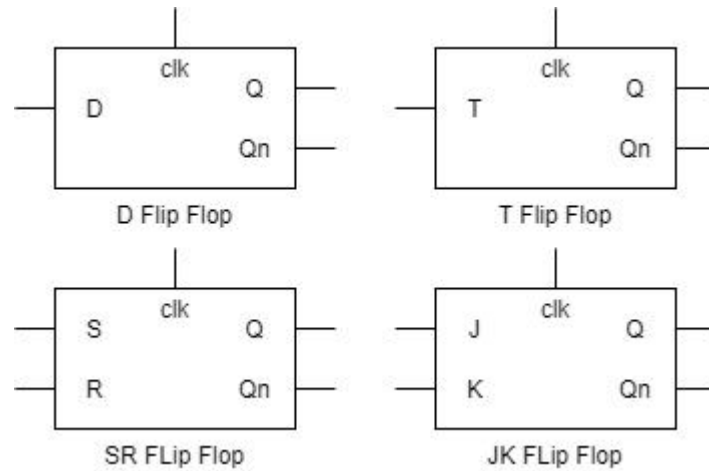 clk
D
Q
Qn
D Flip Flop
clk
T
Q
Qn
T Flip Flop
clk
S
Q
R
Qn
SR FLip Flop
clk
J
Q
K
Qn
JK FLip Flop